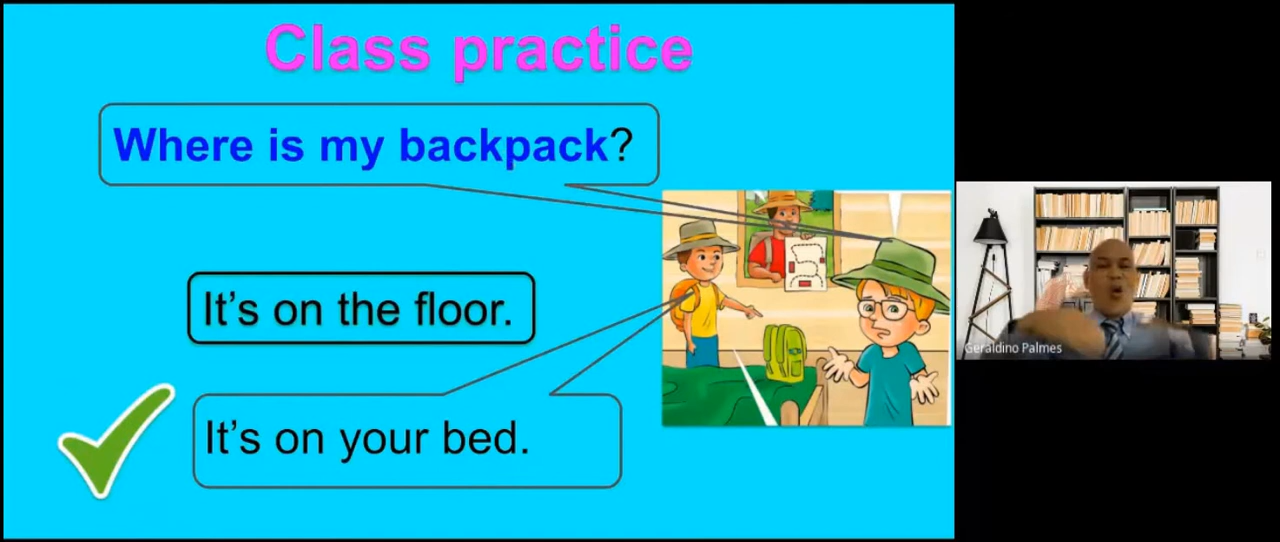 Class practice
Where is my backpack?
It's on the floor.
It's on your bed.
Geraldino Palmes